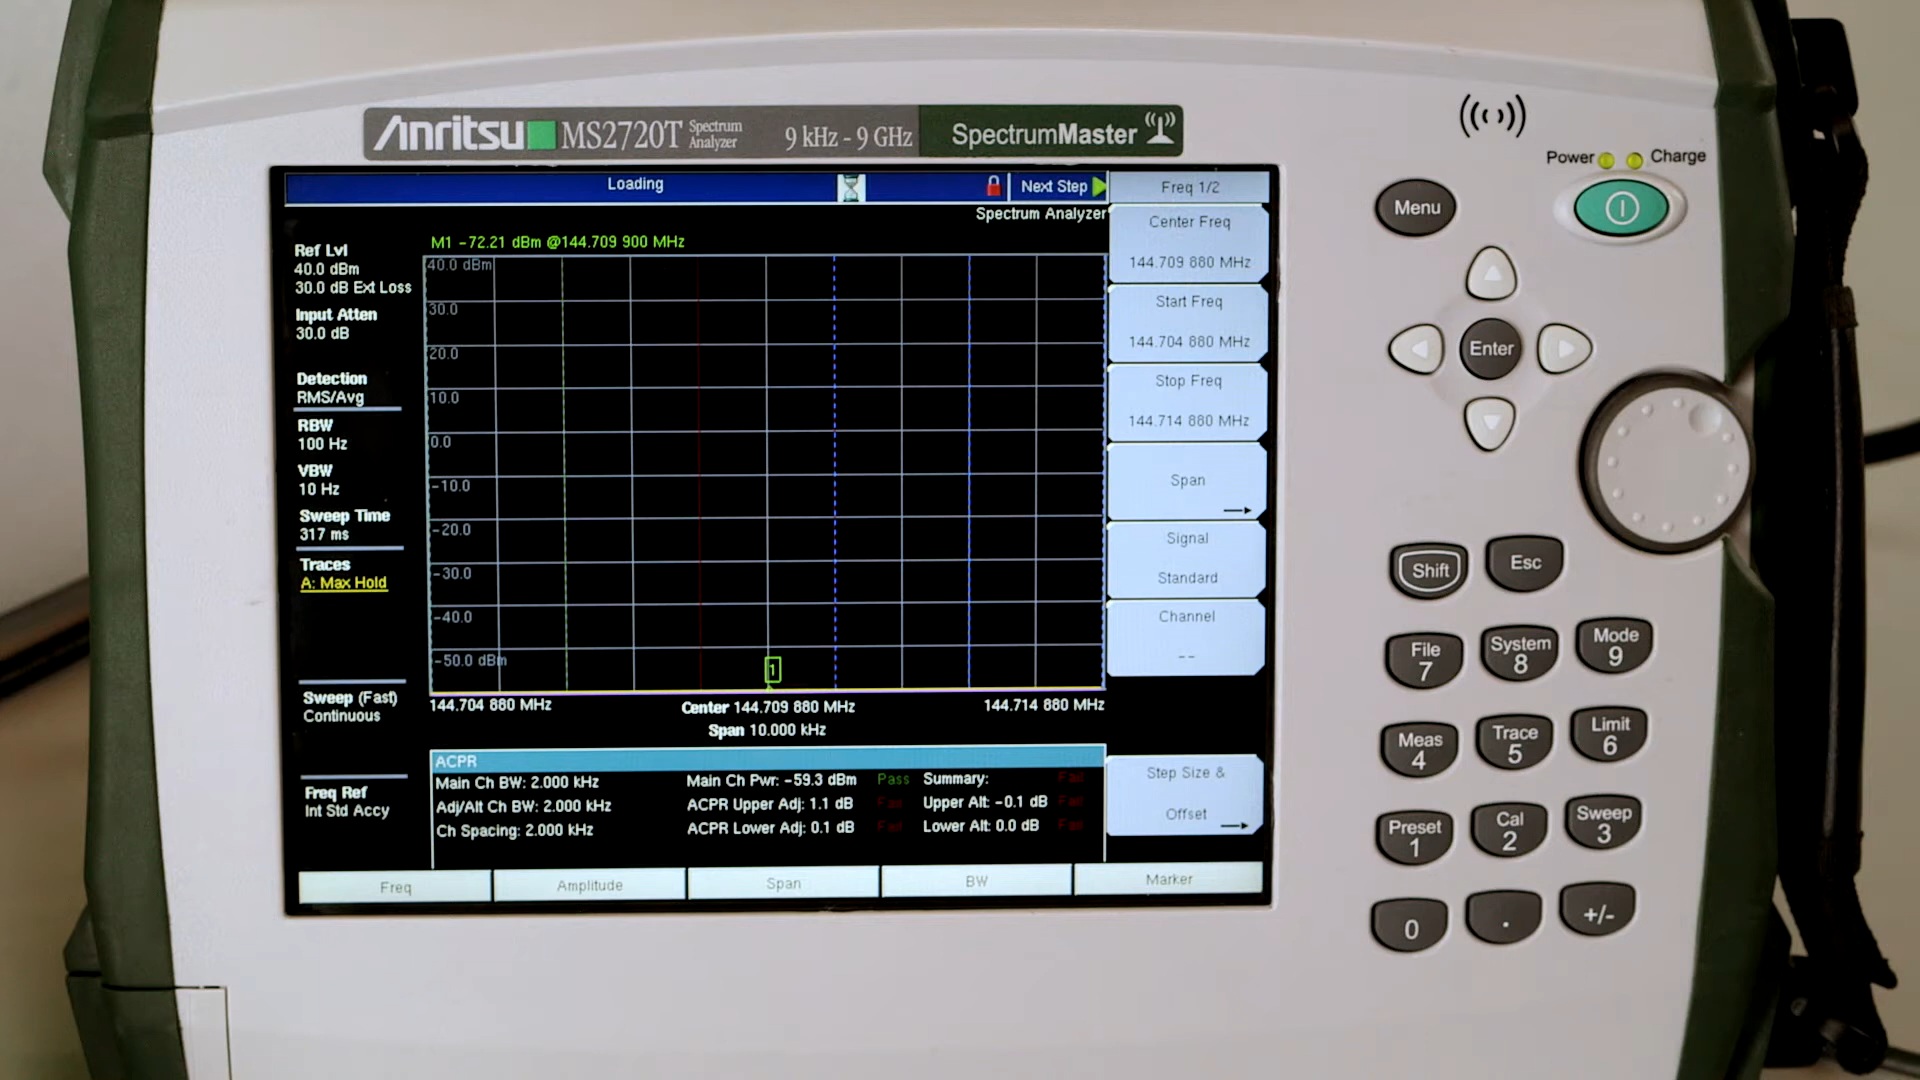 Anritsu MS2720T Spectrum Analyzer 9 kHz - 9 GHz SpectrumMaster
Power Charge
Loading
Next Step
Freq 1/2
Spectrum Analyzer
M1 -72.21 dBm @144.709 900 MHz
Ref Lvl
40.0 dBm
30.0 dB Ext Loss
Input Atten
30.0 dB
Detection
RMS/Avg
RBW
100 Hz
VBW
10 Hz
Sweep Time
317 ms
Traces
A: Max Hold
Sweep (Fast)
Continuous
Freq Ref
Int Std Accy
40.0 dBm
30.0
20.0
10.0
0.0
-10.0
-20.0
-30.0
-40.0
-50.0 dBm
1
144.704 880 MHz
Center 144.709 880 MHz
144.714 880 MHz
Span 10.000 kHz
ACPR
Main Ch BW: 2.000 kHz Main Ch Pwr: -59.3 dBm Pass Summary: Fail
Adj/Alt Ch BW: 2.000 kHz ACPR Upper Adj: 1.1 dB Fail Upper Alt: -0.1 dB Fail
Ch Spacing: 2.000 kHz ACPR Lower Adj: 0.1 dB Fail Lower Alt: 0.0 dB Fail
Center Freq
144.709 880 MHz
Start Freq
144.704 880 MHz
Stop Freq
144.714 880 MHz
Span
Signal
Standard
Channel
--
Step Size &
Offset
Freq Amplitude Span BW Marker
Menu
Enter
Shift Esc
File 7 System 8 Mode 9
Meas 4 Trace 5 Limit 6
Preset 1 Cal 2 Sweep 3
0 . +/-